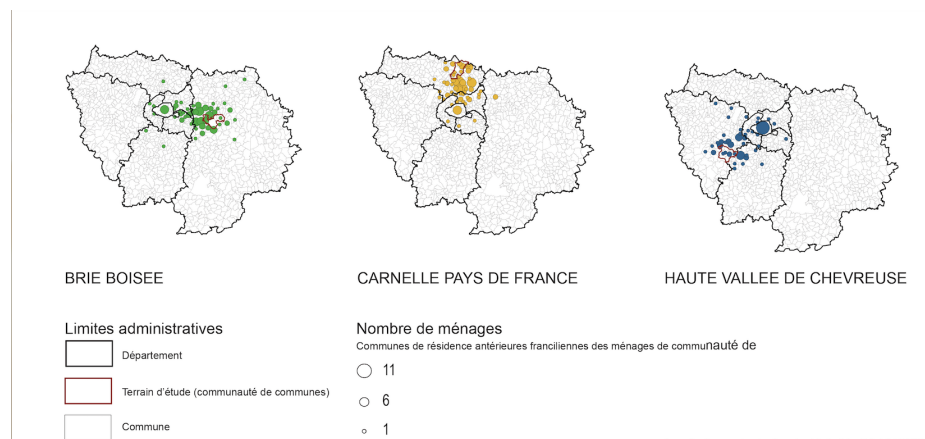 BRIE BOISEE
CARNELLE PAYS DE FRANCE
HAUTE VALLEE DE CHEVREUSE
Limites administratives
Département
Terrain d'étude (communauté de communes)
Commune
Nombre de ménages
Communes de résidence antérieures franciliennes des ménages de communauté de
11
6
1